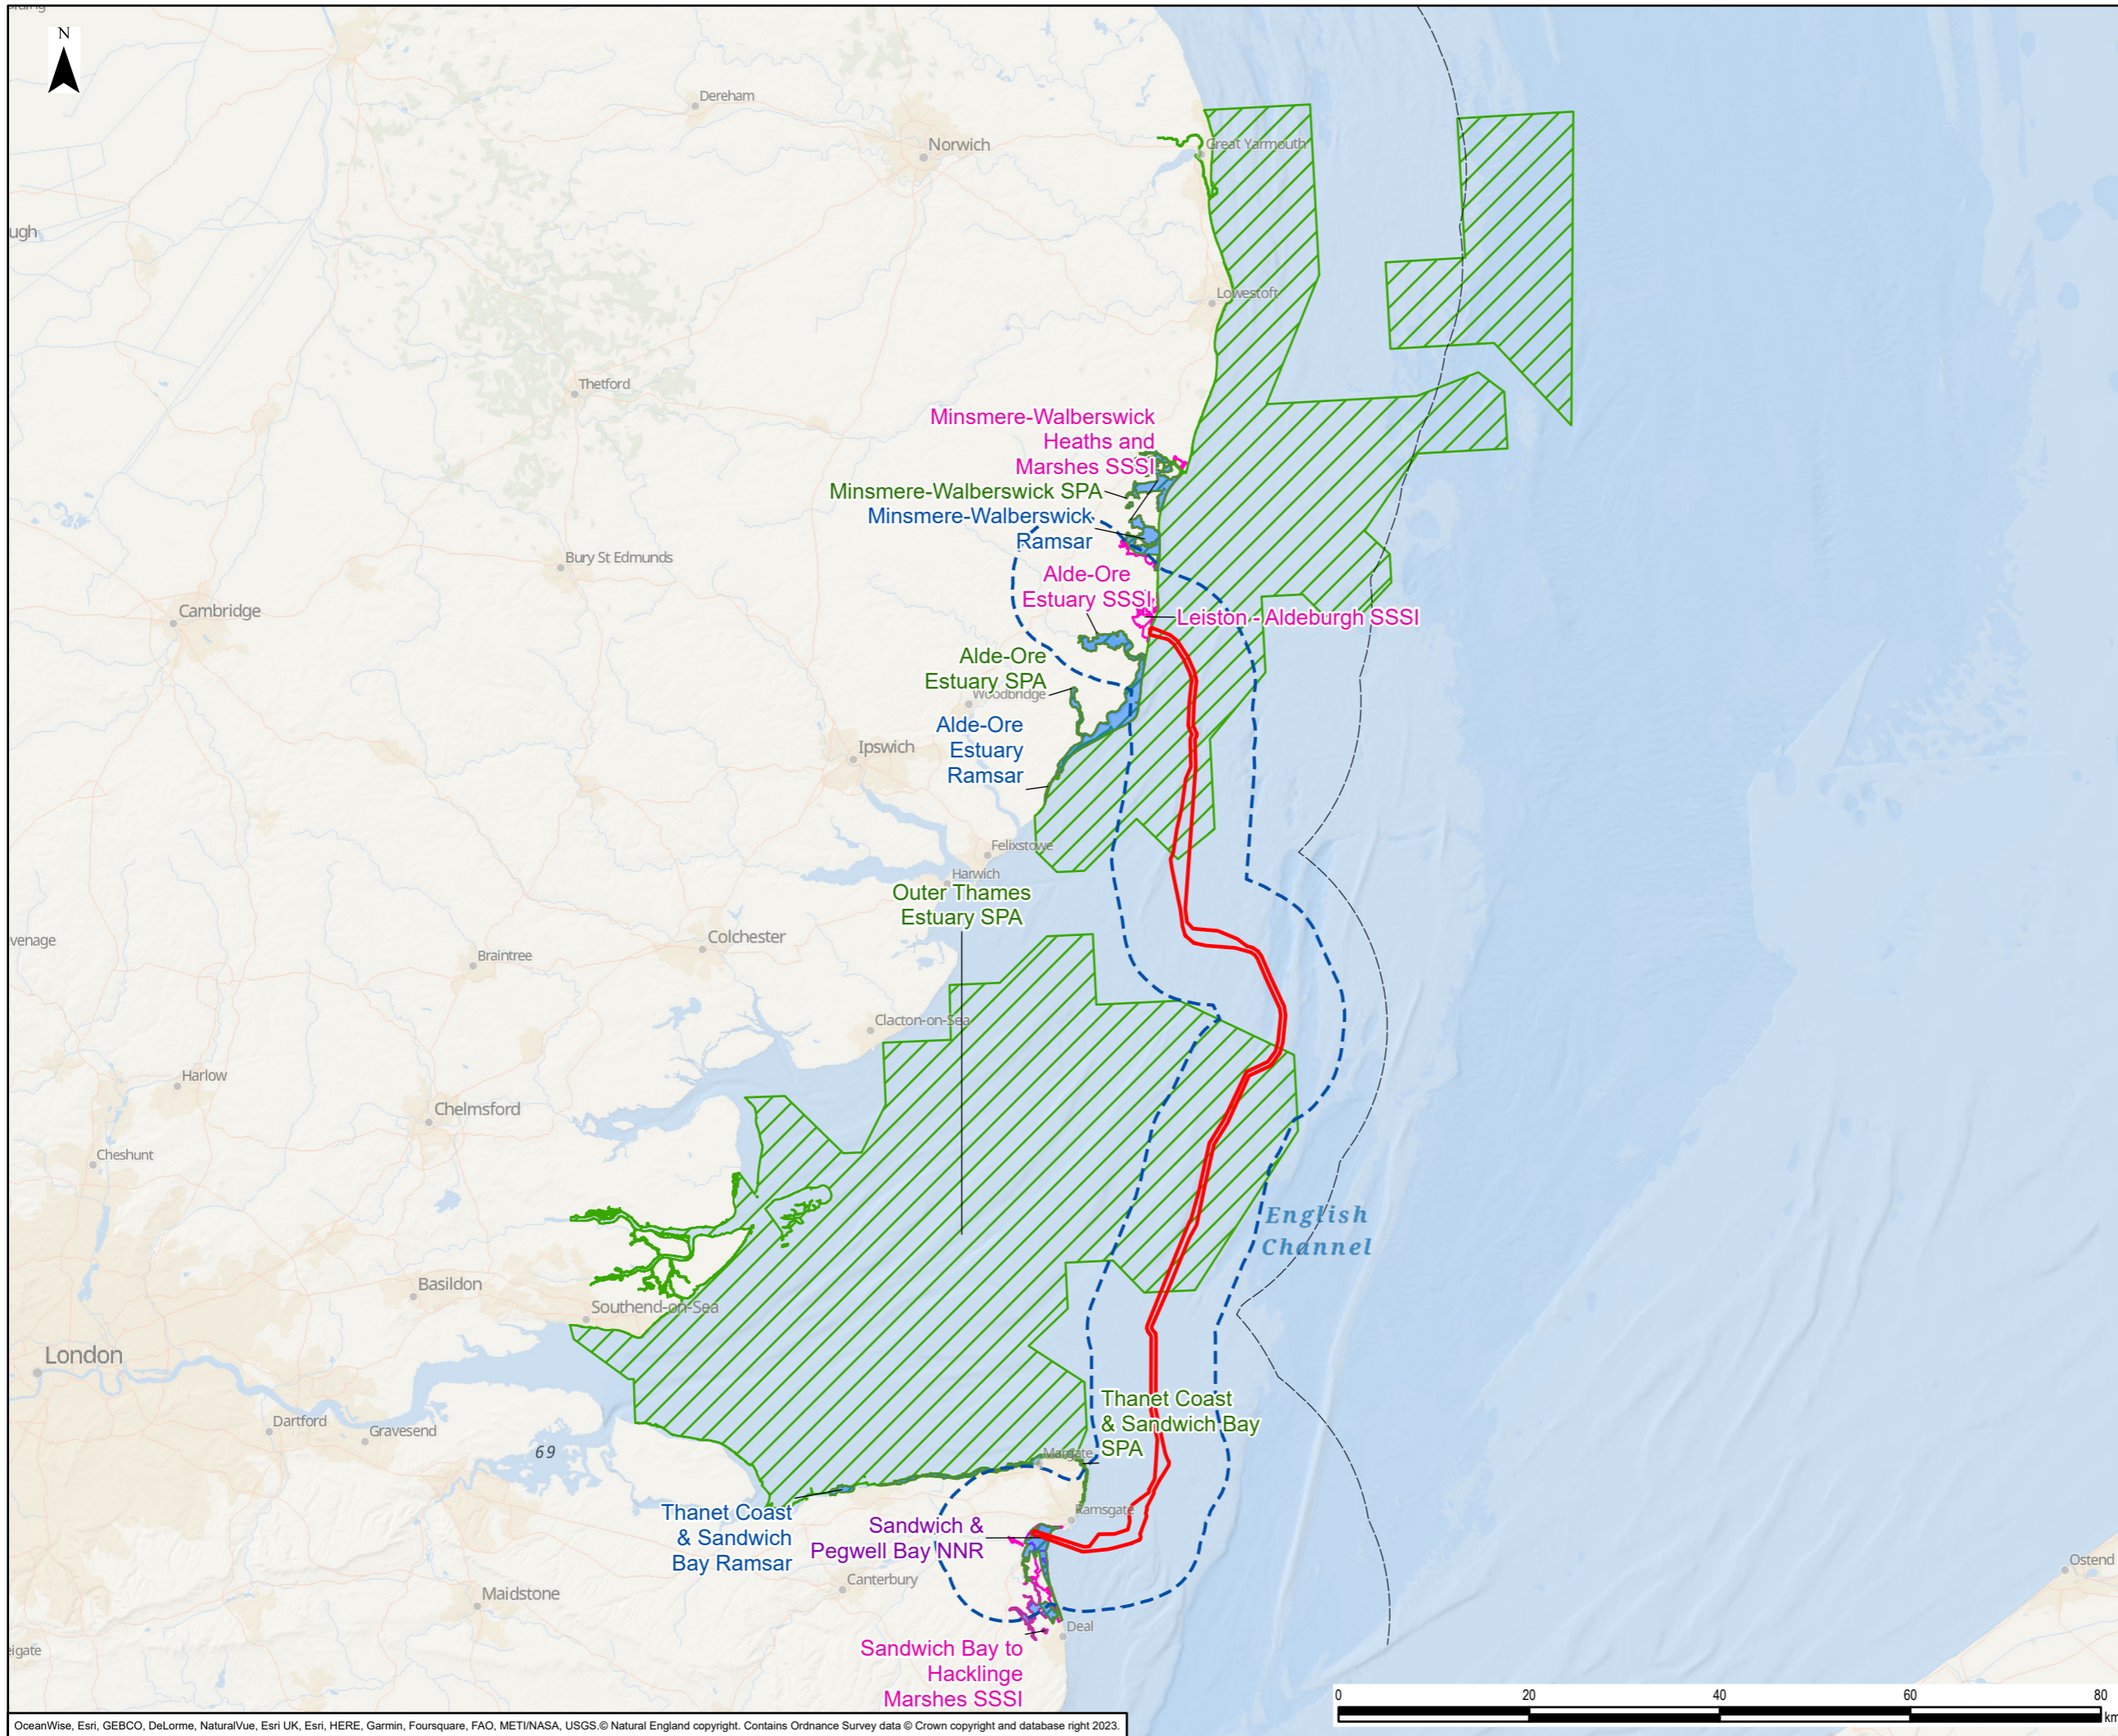 N
Dereham
Norwich
Great Yarmouth
ugh
Lowestoft
Thetford
Minsmere-Walberswick
Heaths and
Marshes SSSI
Minsmere-Walberswick SPA
Minsmere-Walberswick
Ramsar
Bury St Edmunds
Alde-Ore
Estuary SSSI
Cambridge
Leiston - Aldeburgh SSSI
Alde-Ore
Estuary SPA
Woodbridge
Alde-Ore
Estuary
Ramsar
Ipswich
Felixstowe
Harwich
Outer Thames
Estuary SPA
venage
Colchester
Braintree
Clacton-on-Sea
Harlow
Chelmsford
Cheshunt
English
Channel
Basildon
Southend-on-Sea
London
Thanet Coast
& Sandwich Bay
SPA
Dartford
Gravesend
69
Margate
Thanet Coast
& Sandwich
Bay Ramsar
Ramsgate
Sandwich &
Pegwell Bay NNR
Ostend
Canterbury
Maidstone
Deal
eigate
Sandwich Bay to
Hacklinge
Marshes SSSI
0 20 40 60 80
km
OceanWise, Esri, GEBCO, DeLorme, NaturalVue, Esri UK, Esri, HERE, Garmin, Foursquare, FAO, METI/NASA, USGS.© Natural England copyright. Contains Ordnance Survey data © Crown copyright and database right 2023.